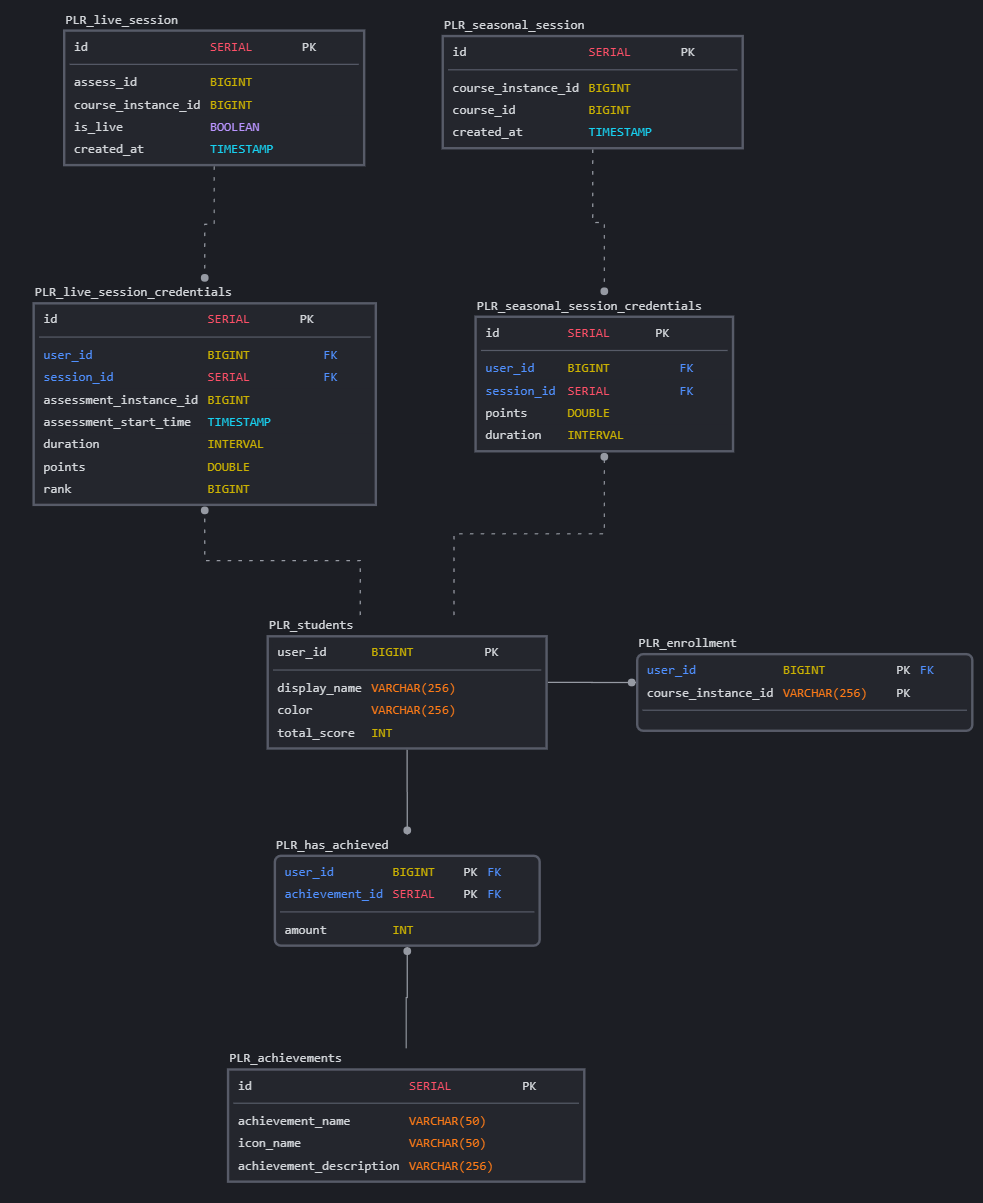 PLR_live_session
id SERIAL PK
assess_id BIGINT
course_instance_id BIGINT
is_live BOOLEAN
created_at TIMESTAMP
PLR_seasonal_session
id SERIAL PK
course_instance_id BIGINT
course_id BIGINT
created_at TIMESTAMP
PLR_live_session_credentials
id SERIAL PK
user_id BIGINT FK
session_id SERIAL FK
assessment_instance_id BIGINT
assessment_start_time TIMESTAMP
duration INTERVAL
points DOUBLE
rank BIGINT
PLR_seasonal_session_credentials
id SERIAL PK
user_id BIGINT FK
session_id SERIAL FK
points DOUBLE
duration INTERVAL
PLR_students
user_id BIGINT PK
display_name VARCHAR(256)
color VARCHAR(256)
total_score INT
PLR_enrollment
user_id BIGINT PK FK
course_instance_id VARCHAR(256) PK
PLR_has_achieved
user_id BIGINT PK FK
achievement_id SERIAL PK FK
amount INT
PLR_achievements
id SERIAL PK
achievement_name VARCHAR(50)
icon_name VARCHAR(50)
achievement_description VARCHAR(256)